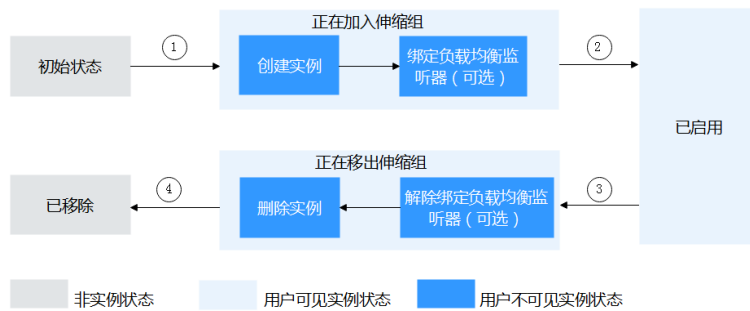 正在加入伸缩组
①
②
初始状态
创建实例
绑定负载均衡监
听器（可选）
已启用
正在移出伸缩组
④
③
已移除
删除实例
解除绑定负载均衡监
听器（可选）
非实例状态
用户可见实例状态
用户不可见实例状态